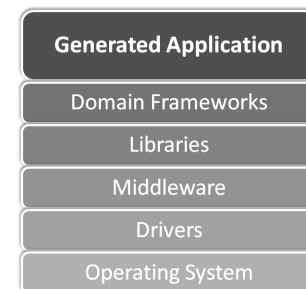 Generated Application
Domain Frameworks
Libraries
Middleware
Drivers
Operating System